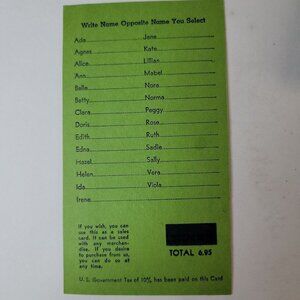 Write Name Opposite Name You Select
Ada Jane
Agnes Kate
Alice Lillian
Ann Mabel
Belle Nora
Betty Norma
Clara Peggy
Doris Rose
Edith Ruth
Edna Sadie
Hazel Sally
Helen Vera
Ida Viola
Irene
If you wish, you can
use this as a sales
card. It can be used
with any merchan-
dise. If you desire
to purchase from us,
you can do so at
any time.
TOTAL 6.95
U. S. Government Tax of 10% has been paid on this Card